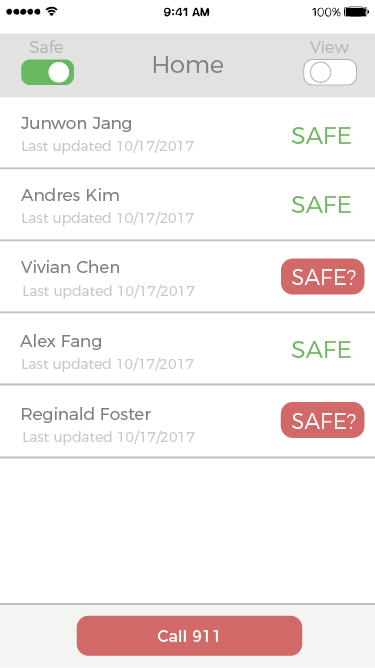 9:41 AM
100%
Safe
Home
View
Junwon Jang
Last updated 10/17/2017
SAFE
Andres Kim
Last updated 10/17/2017
SAFE
Vivian Chen
Last updated 10/17/2017
SAFE?
Alex Fang
Last updated 10/17/2017
SAFE
Reginald Foster
Last updated 10/17/2017
SAFE?
Call 911